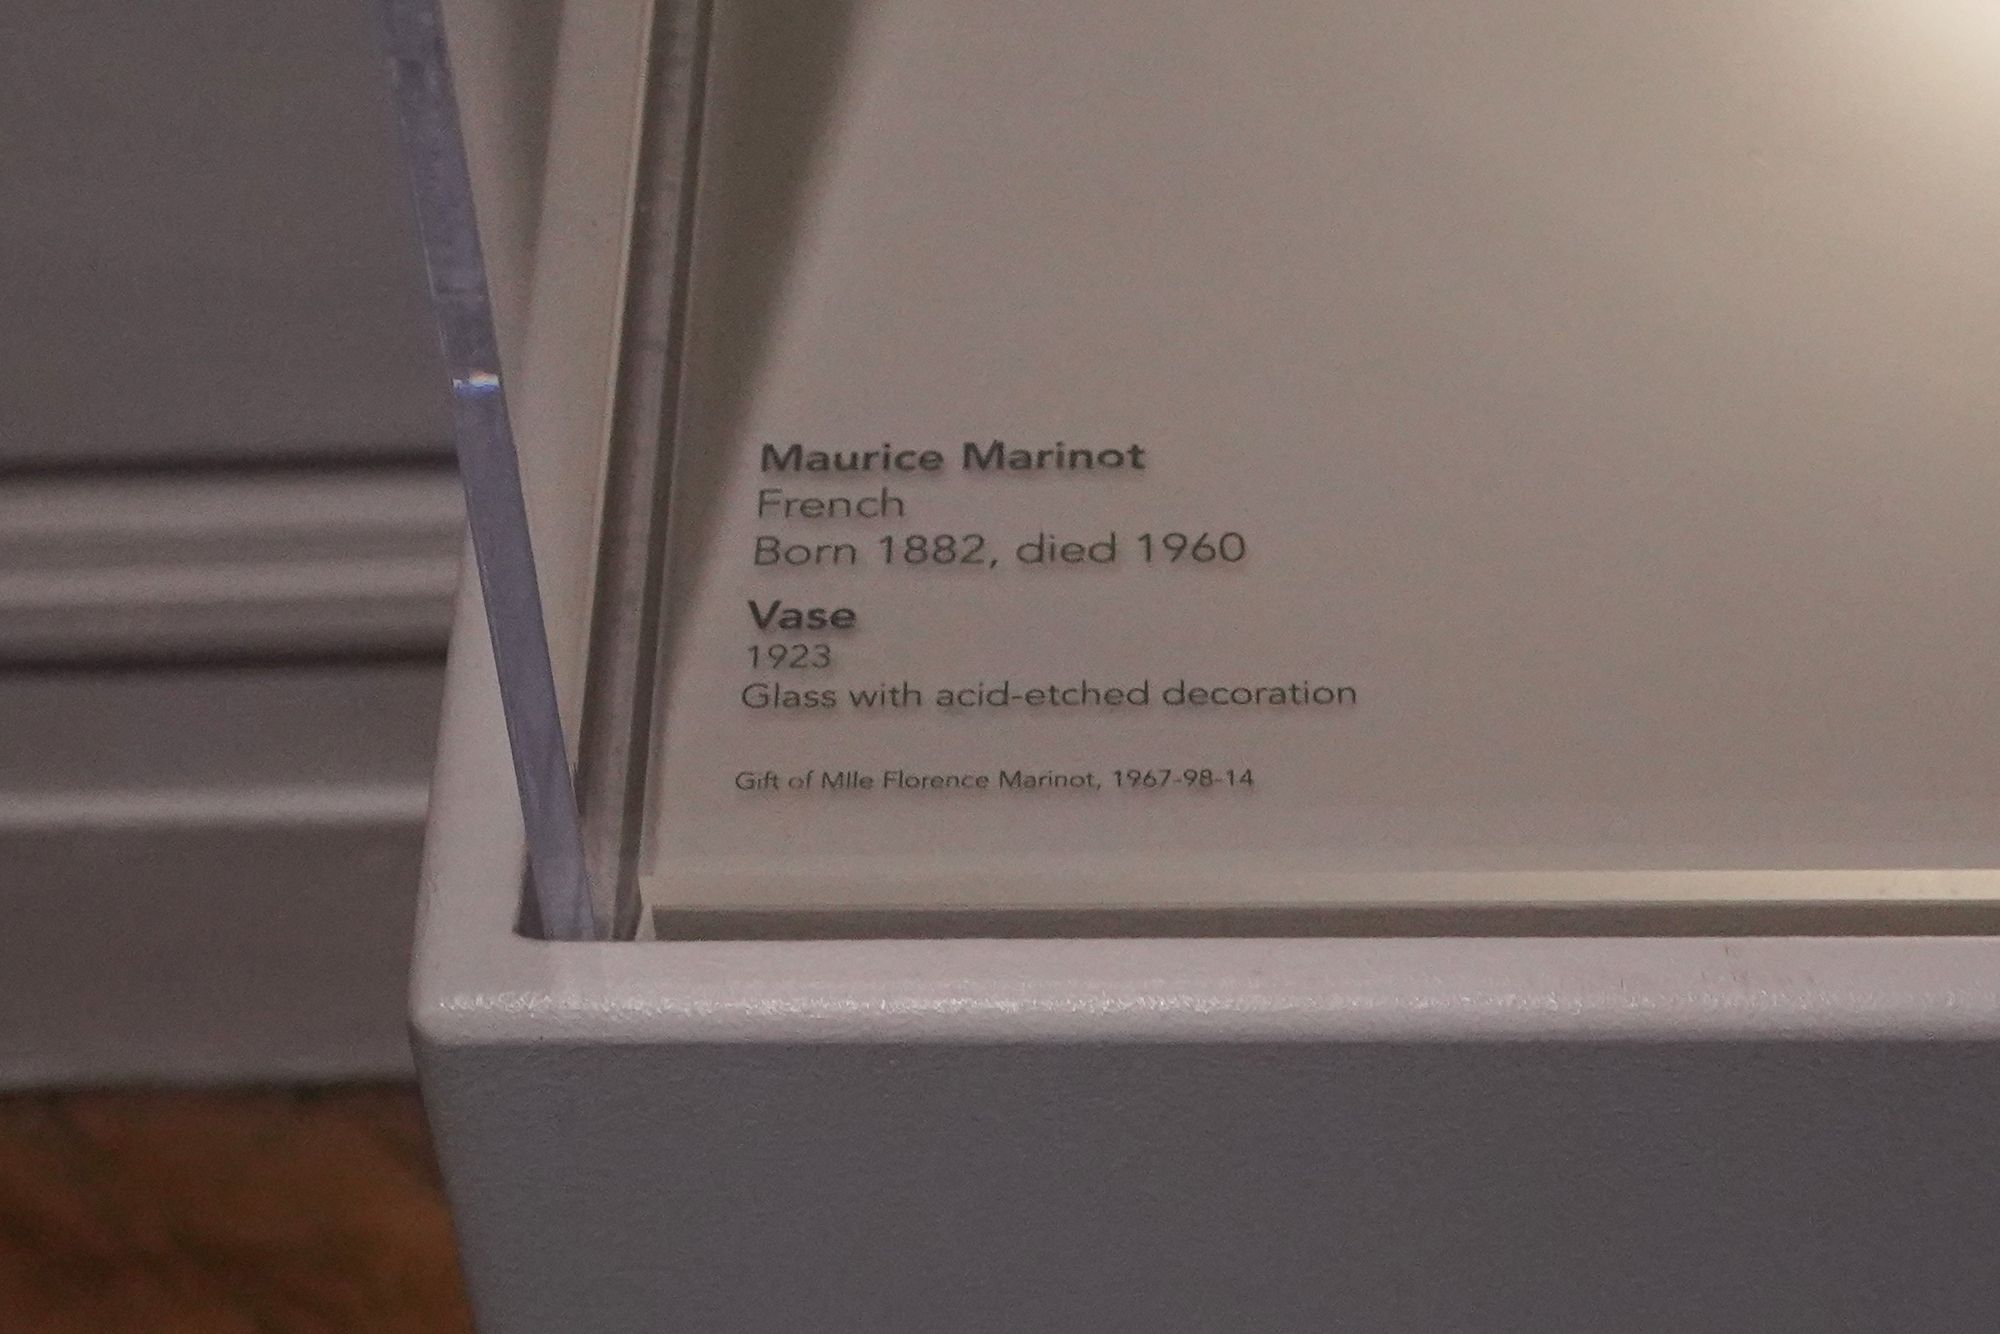 Maurice Marinot
French
Born 1882, died 1960
Vase
1923
Glass with acid-etched decoration
Gift of Mlle Florence Marinot, 1967-98-14